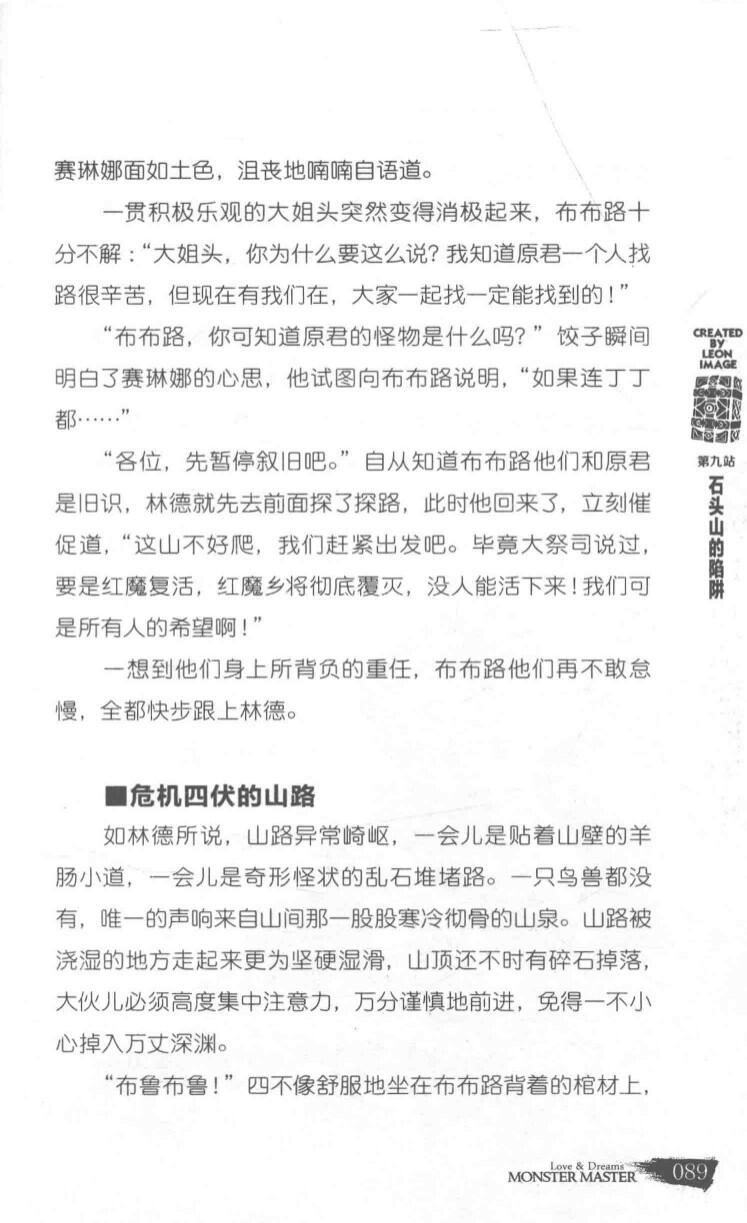 赛琳娜面如土色，沮丧地喃喃自语道。
一贯积极乐观的大姐头突然变得消极起来，布布路十
分不解：“大姐头，你为什么要这么说？我知道原君一个人找
路很辛苦，但现在有我们在，大家一起找一定能找到的！”
“布布路，你可知道原君的怪物是什么吗？”饺子瞬间
明白了赛琳娜的心思，他试图向布布路说明，“如果连丁丁
都……”
“各位，先暂停叙旧吧。”自从知道布布路他们和原君
是旧识，林德就先去前面探了探路，此时他回来了，立刻催
促道，“这山不好爬，我们赶紧出发吧。毕竟大祭司说过，
要是红魔复活，红魔乡将彻底覆灭，没人能活下来！我们可
是所有人的希望啊！”
一想到他们身上所背负的重任，布布路他们再不敢怠
慢，全都快步跟上林德。
■危机四伏的山路
如林德所说，山路异常崎岖，一会儿是贴着山壁的羊
肠小道，一会儿是奇形怪状的乱石堆堵路。一只鸟兽都没
有，唯一的声响来自山间那一股股寒冷彻骨的山泉。山路被
浇湿的地方走起来更为坚硬湿滑，山顶还不时有碎石掉落，
大伙儿必须高度集中注意力，万分谨慎地前进，免得一不小
心掉入万丈深渊。
“布鲁布鲁！”四不像舒服地坐在布布路背着的棺材上，
CREATED
BY
LEON
IMAGE
第九站
石头山的陷阱
Love & Dreams
MONSTER MASTER
089